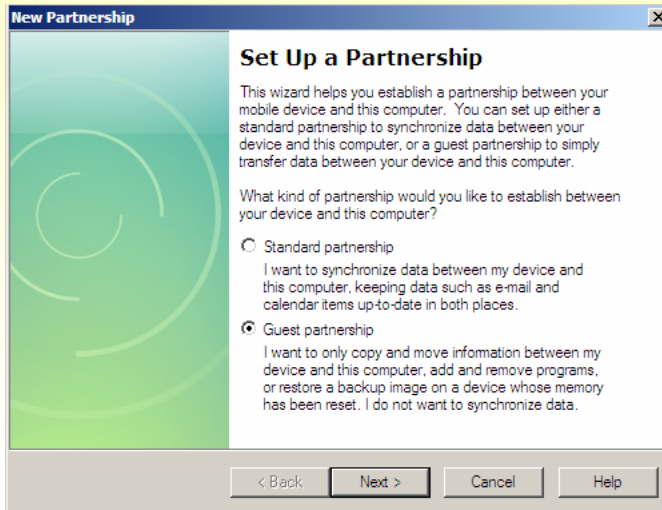 New Partnership
Set Up a Partnership
This wizard helps you establish a partnership between your
mobile device and this computer.  You can set up either a
standard partnership to synchronize data between your
device and this computer, or a guest partnership to simply
transfer data between your device and this computer.
What kind of partnership would you like to establish between
your device and this computer?
Standard partnership
I want to synchronize data between my device and
this computer, keeping data such as e-mail and
calendar items up-to-date in both places.
Guest partnership
I want to only copy and move information between my
device and this computer, add and remove programs,
or restore a backup image on a device whose memory
has been reset. I do not want to synchronize data.
< Back Next > Cancel Help